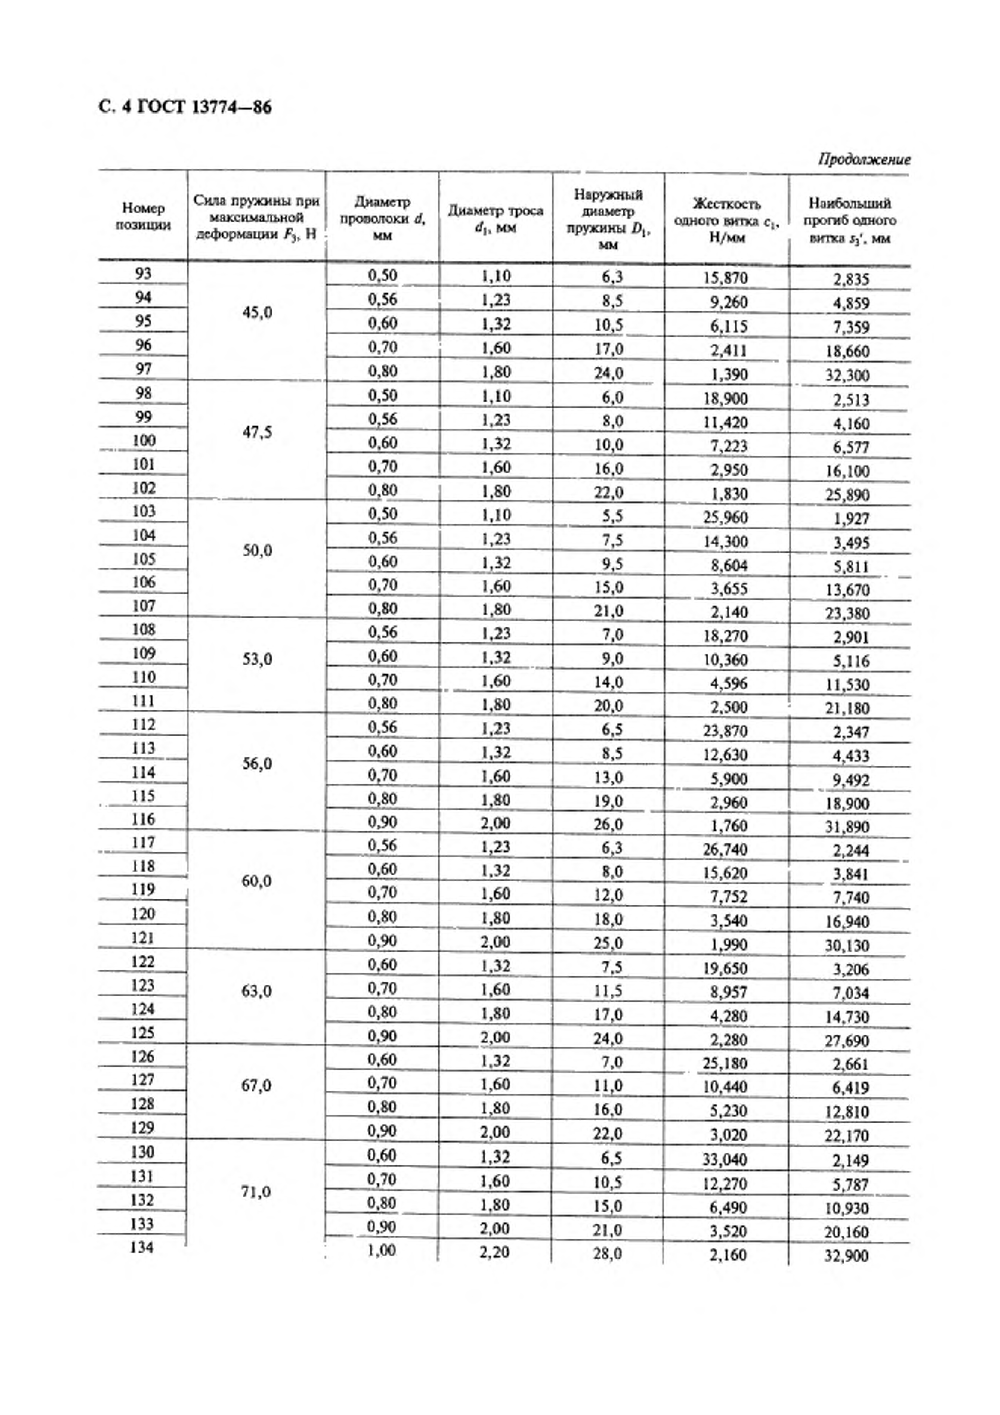 С. 4 ГОСТ 13774—86
Продолжение
Номер позиции | Сила пружины при максимальной деформации F₃, Н | Диаметр проволоки d, мм | Диаметр троса d₁, мм | Наружный диаметр пружины D₁, мм | Жесткость одного витка c₁, Н/мм | Наибольший прогиб одного витка s₃′, мм
93 | 45,0 | 0,50 | 1,10 | 6,3 | 15,870 | 2,835
94 | 0,56 | 1,23 | 8,5 | 9,260 | 4,859
95 | 0,60 | 1,32 | 10,5 | 6,115 | 7,359
96 | 0,70 | 1,60 | 17,0 | 2,411 | 18,660
97 | 0,80 | 1,80 | 24,0 | 1,390 | 32,300
98 | 47,5 | 0,50 | 1,10 | 6,0 | 18,900 | 2,513
99 | 0,56 | 1,23 | 8,0 | 11,420 | 4,160
100 | 0,60 | 1,32 | 10,0 | 7,223 | 6,577
101 | 0,70 | 1,60 | 16,0 | 2,950 | 16,100
102 | 0,80 | 1,80 | 22,0 | 1,830 | 25,890
103 | 50,0 | 0,50 | 1,10 | 5,5 | 25,960 | 1,927
104 | 0,56 | 1,23 | 7,5 | 14,300 | 3,495
105 | 0,60 | 1,32 | 9,5 | 8,604 | 5,811
106 | 0,70 | 1,60 | 15,0 | 3,655 | 13,670
107 | 0,80 | 1,80 | 21,0 | 2,140 | 23,380
108 | 53,0 | 0,56 | 1,23 | 7,0 | 18,270 | 2,901
109 | 0,60 | 1,32 | 9,0 | 10,360 | 5,116
110 | 0,70 | 1,60 | 14,0 | 4,596 | 11,530
111 | 0,80 | 1,80 | 20,0 | 2,500 | 21,180
112 | 56,0 | 0,56 | 1,23 | 6,5 | 23,870 | 2,347
113 | 0,60 | 1,32 | 8,5 | 12,630 | 4,433
114 | 0,70 | 1,60 | 13,0 | 5,900 | 9,492
115 | 0,80 | 1,80 | 19,0 | 2,960 | 18,900
116 | 0,90 | 2,00 | 26,0 | 1,760 | 31,890
117 | 60,0 | 0,56 | 1,23 | 6,3 | 26,740 | 2,244
118 | 0,60 | 1,32 | 8,0 | 15,620 | 3,841
119 | 0,70 | 1,60 | 12,0 | 7,752 | 7,740
120 | 0,80 | 1,80 | 18,0 | 3,540 | 16,940
121 | 0,90 | 2,00 | 25,0 | 1,990 | 30,130
122 | 63,0 | 0,60 | 1,32 | 7,5 | 19,650 | 3,206
123 | 0,70 | 1,60 | 11,5 | 8,957 | 7,034
124 | 0,80 | 1,80 | 17,0 | 4,280 | 14,730
125 | 0,90 | 2,00 | 24,0 | 2,280 | 27,690
126 | 67,0 | 0,60 | 1,32 | 7,0 | 25,180 | 2,661
127 | 0,70 | 1,60 | 11,0 | 10,440 | 6,419
128 | 0,80 | 1,80 | 16,0 | 5,230 | 12,810
129 | 0,90 | 2,00 | 22,0 | 3,020 | 22,170
130 | 71,0 | 0,60 | 1,32 | 6,5 | 33,040 | 2,149
131 | 0,70 | 1,60 | 10,5 | 12,270 | 5,787
132 | 0,80 | 1,80 | 15,0 | 6,490 | 10,930
133 | 0,90 | 2,00 | 21,0 | 3,520 | 20,160
134 | 1,00 | 2,20 | 28,0 | 2,160 | 32,900